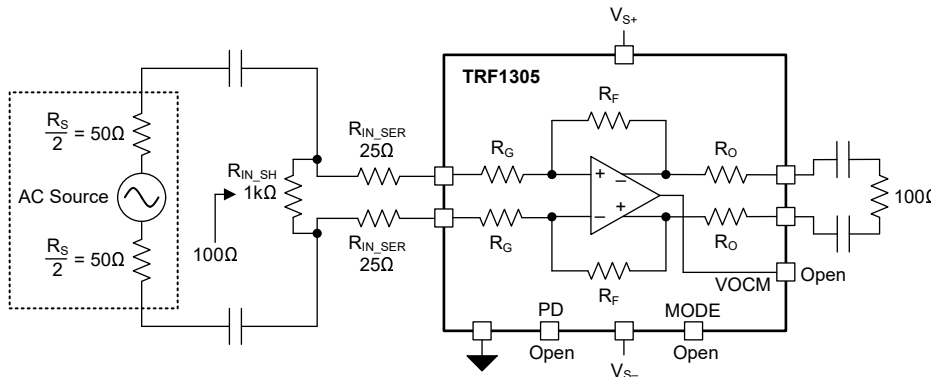 V_S+
TRF1305
R_F
R_S/2 = 50Ω
AC Source
R_S/2 = 50Ω
R_IN_SH
1kΩ
100Ω
R_IN_SER
25Ω
R_IN_SER
25Ω
R_G
R_G
+
−
−
+
R_O
R_O
100Ω
R_F
VOCM
Open
PD
Open
MODE
Open
V_S−